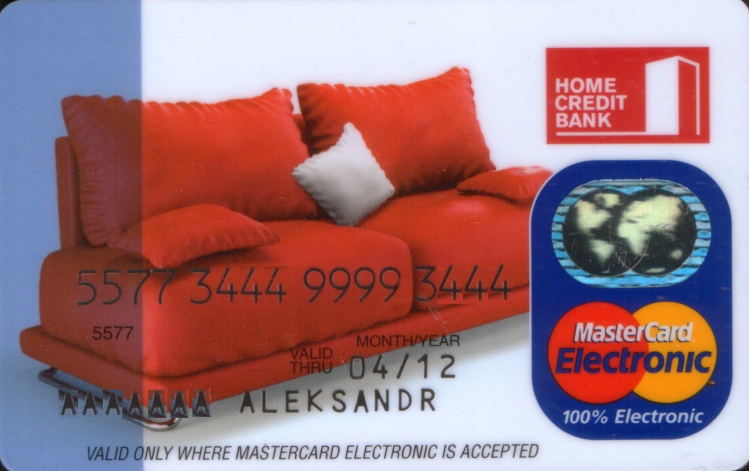 HOME
CREDIT
BANK
5577 3444 9999 3444
5577
MONTH/YEAR
VALID
THRU 04/12
AAAAAAA ALEKSANDR
MasterCard
Electronic
100% Electronic
VALID ONLY WHERE MASTERCARD ELECTRONIC IS ACCEPTED